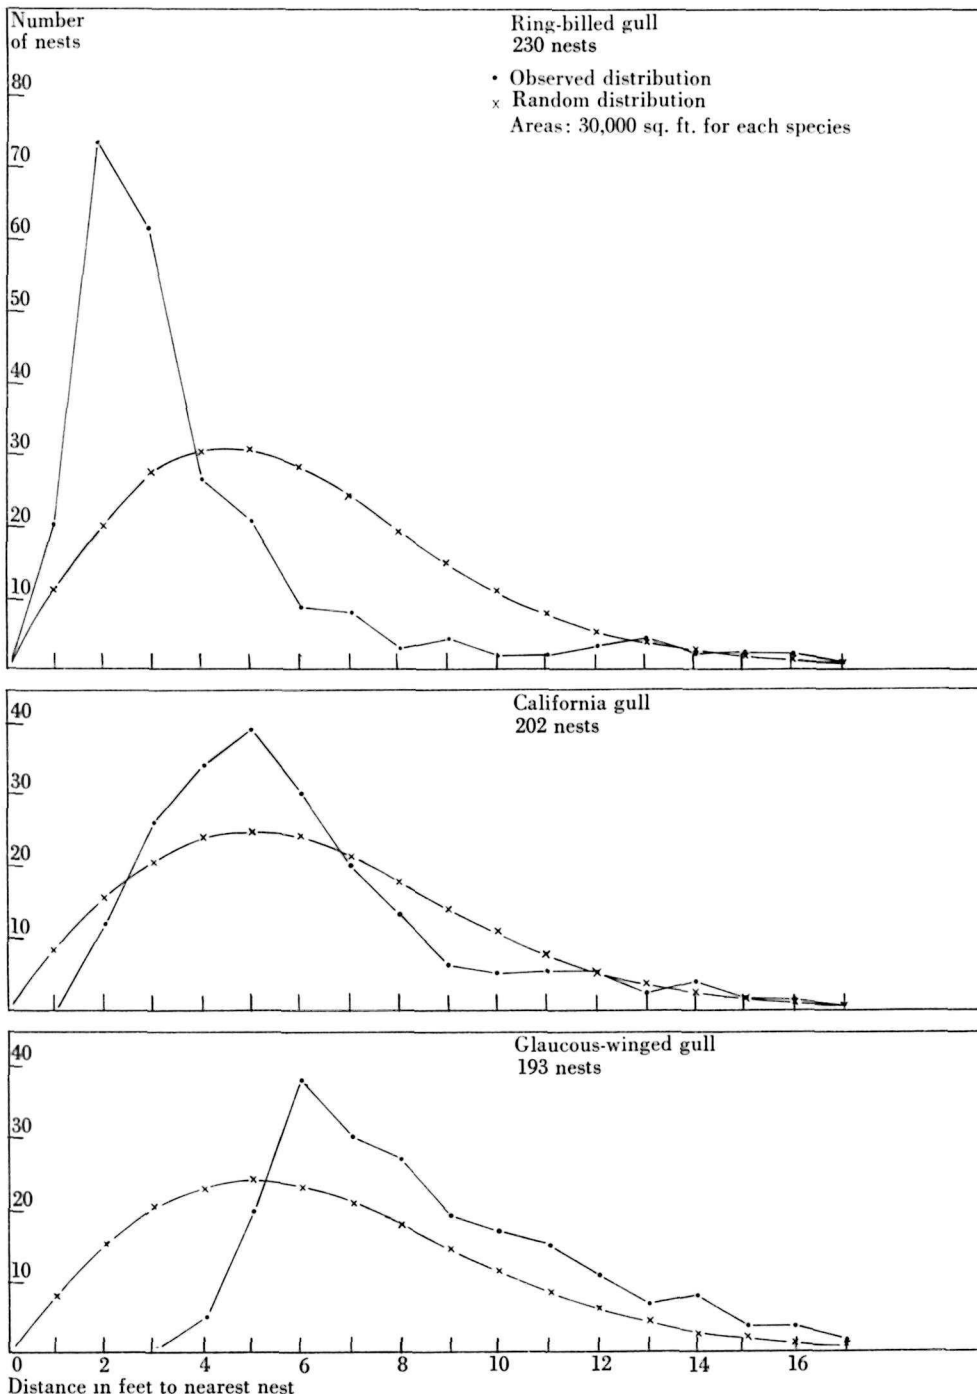 Number
of nests
Ring-billed gull
230 nests
• Observed distribution
x Random distribution
Areas: 30,000 sq. ft. for each species
80
70
60
50
40
30
20
10
California gull
202 nests
40
30
20
10
Glaucous-winged gull
193 nests
40
30
20
10
0 2 4 6 8 10 12 14 16
Distance in feet to nearest nest